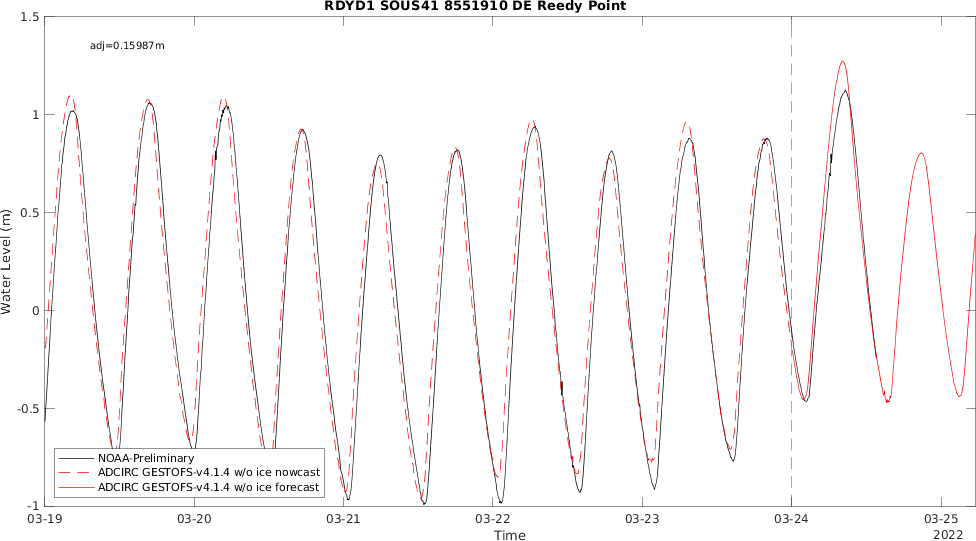 RDYD1 SOUS41 8551910 DE Reedy Point
adj=0.15987m
1.5
1
0.5
0
-0.5
-1
Water Level (m)
NOAA-Preliminary
ADCIRC GESTOFS-v4.1.4 w/o ice nowcast
ADCIRC GESTOFS-v4.1.4 w/o ice forecast
03-19
03-20
03-21
03-22
03-23
03-24
03-25
Time
2022